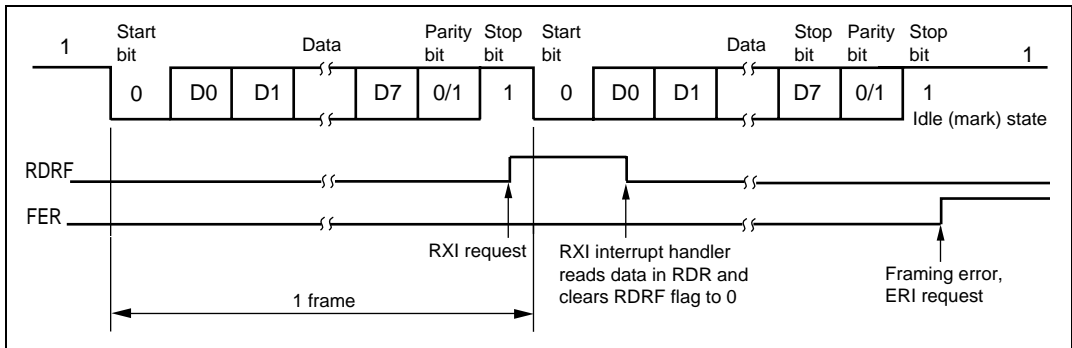 1 Start bit Data Parity bit Stop bit Start bit Data Stop bit Parity bit Stop bit 1
0 D0 D1 D7 0/1 1 0 D0 D1 D7 0/1 1
Idle (mark) state
RDRF
FER
RXI request
RXI interrupt handler
reads data in RDR and
clears RDRF flag to 0
Framing error,
ERI request
1 frame